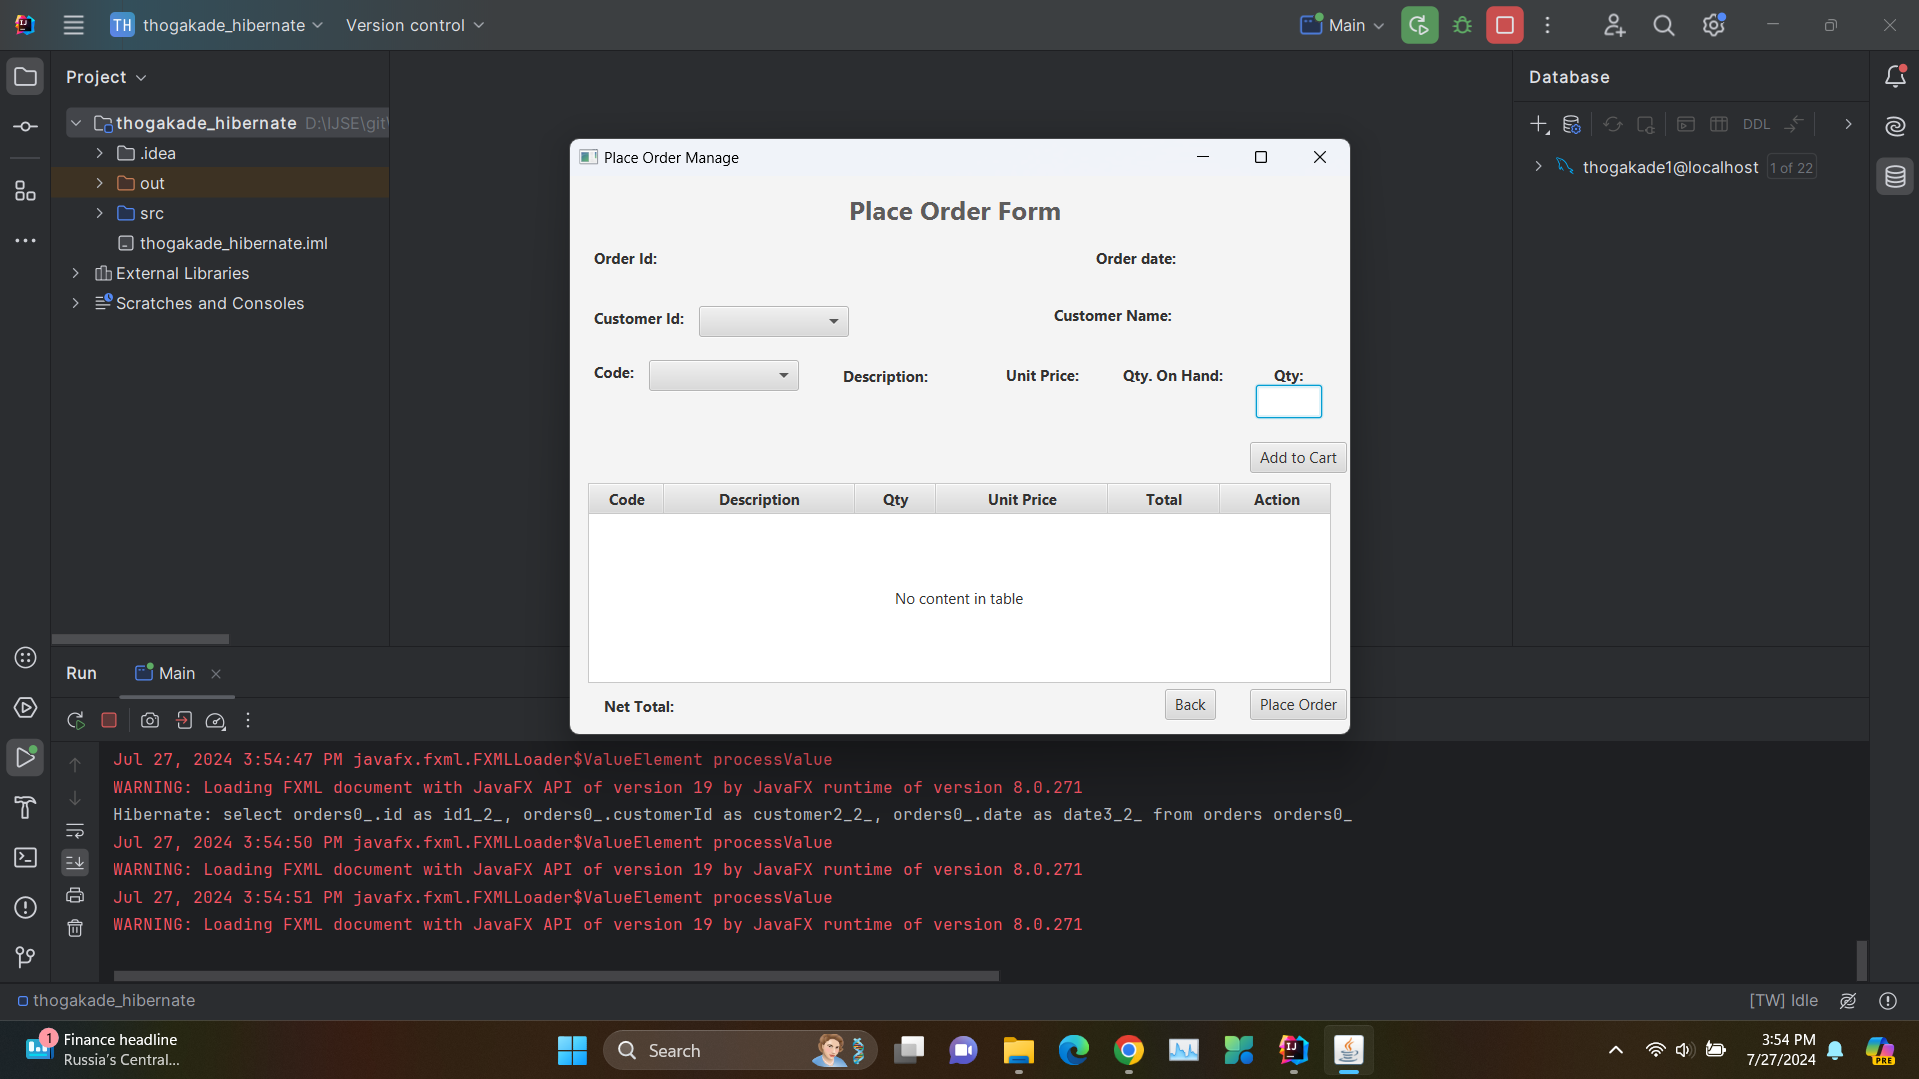 TH thogakade_hibernate Version control Main
Project
Database
thogakade_hibernate D:\IJSE\git\
.idea
out
src
thogakade_hibernate.iml
External Libraries
Scratches and Consoles
DDL
thogakade1@localhost 1 of 22
Place Order Manage
Place Order Form
Order Id: Order date:
Customer Id: Customer Name:
Code: Description: Unit Price: Qty. On Hand: Qty:
Add to Cart
Code Description Qty Unit Price Total Action
No content in table
Net Total: Back Place Order
Run Main
Jul 27, 2024 3:54:47 PM javafx.fxml.FXMLLoader$ValueElement processValue
WARNING: Loading FXML document with JavaFX API of version 19 by JavaFX runtime of version 8.0.271
Hibernate: select orders0_.id as id1_2_, orders0_.customerId as customer2_2_, orders0_.date as date3_2_ from orders orders0_
Jul 27, 2024 3:54:50 PM javafx.fxml.FXMLLoader$ValueElement processValue
WARNING: Loading FXML document with JavaFX API of version 19 by JavaFX runtime of version 8.0.271
Jul 27, 2024 3:54:51 PM javafx.fxml.FXMLLoader$ValueElement processValue
WARNING: Loading FXML document with JavaFX API of version 19 by JavaFX runtime of version 8.0.271
thogakade_hibernate [TW] Idle
1 Finance headline
Russia's Central...
Search
3:54 PM
7/27/2024
PRE